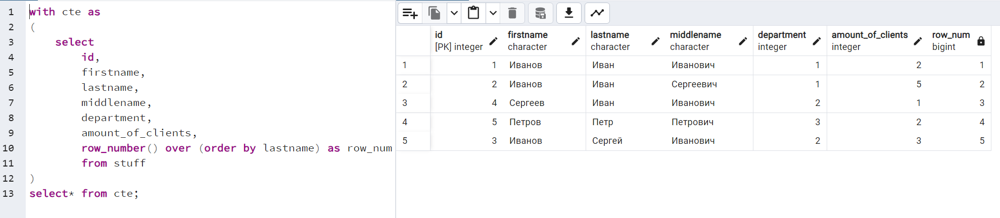 1 with cte as
2 (
3 select
4 id,
5 firstname,
6 lastname,
7 middlename,
8 department,
9 amount_of_clients,
10 row_number() over (order by lastname) as row_num
11 from stuff
12 )
13 select* from cte;
id firstname lastname middlename department amount_of_clients row_num
[PK] integer character character character integer integer bigint
1 1 Иванов Иван Иванович 1 2 1
2 2 Иванов Иван Сергеевич 1 5 2
3 4 Сергеев Иван Иванович 2 1 3
4 5 Петров Петр Петрович 3 2 4
5 3 Иванов Сергей Иванович 2 3 5